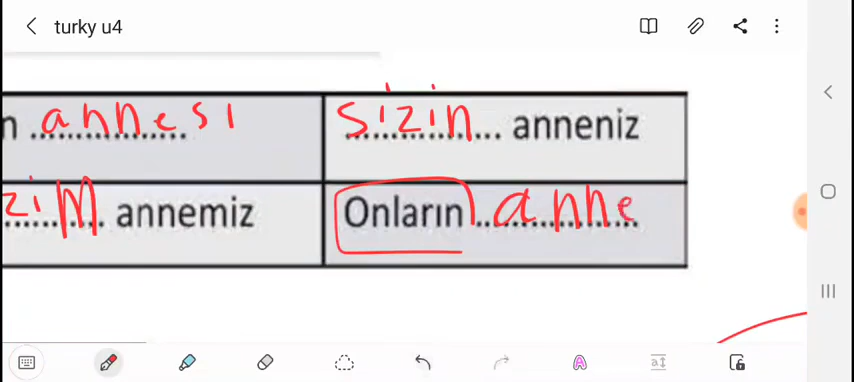 turky u4
n annesi sizin anneniz
zim annemiz Onların anne